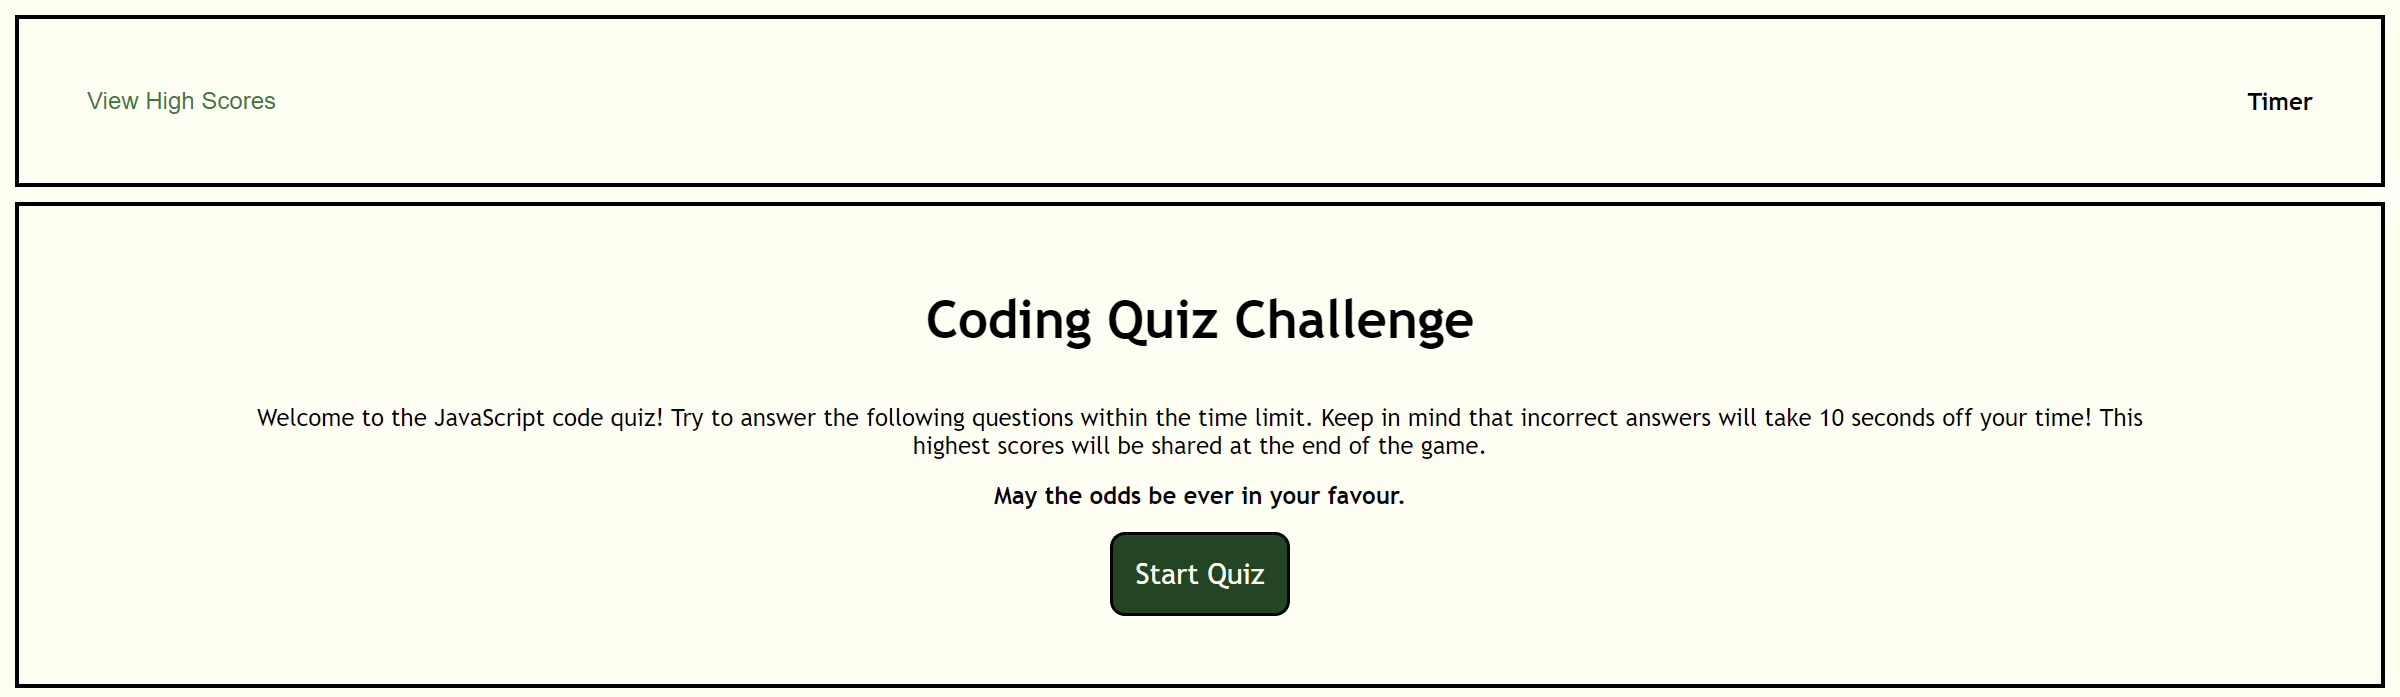 View High Scores
Timer
Coding Quiz Challenge
Welcome to the JavaScript code quiz! Try to answer the following questions within the time limit. Keep in mind that incorrect answers will take 10 seconds off your time! This
highest scores will be shared at the end of the game.
May the odds be ever in your favour.
Start Quiz